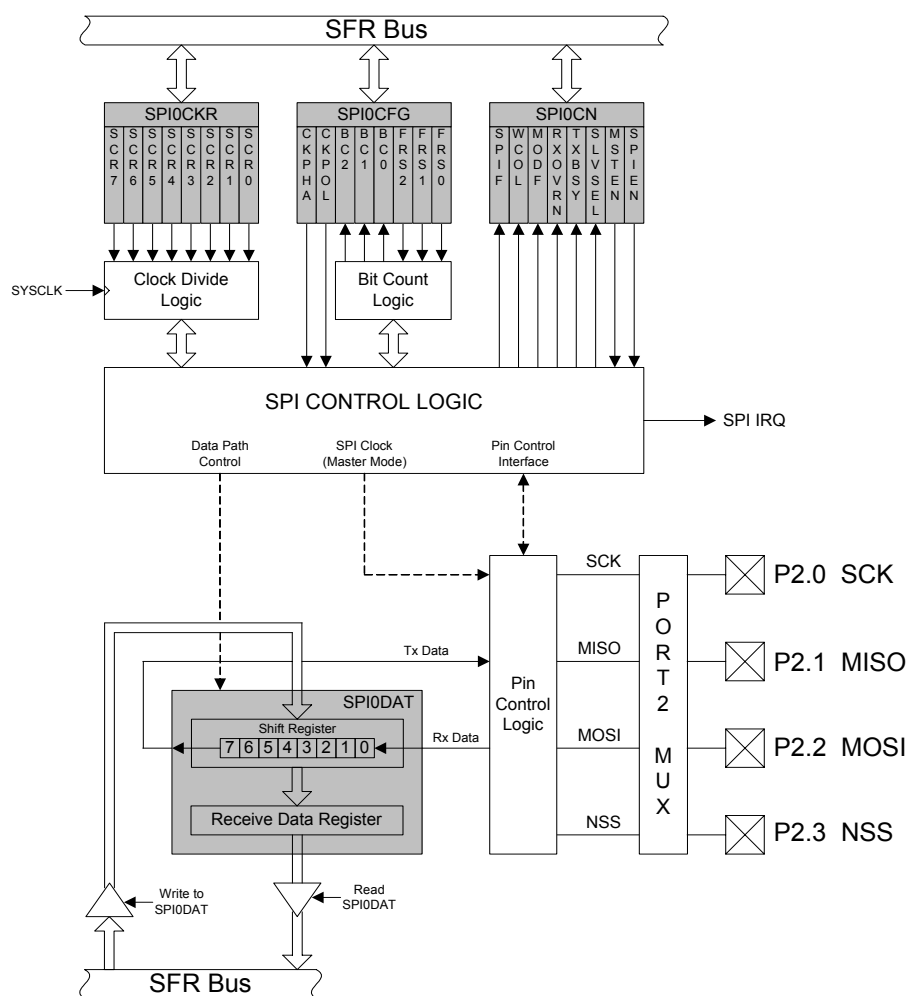 SFR Bus
SPI0CKR
SCR7
SCR6
SCR5
SCR4
SCR3
SCR2
SCR1
SCR0
SPI0CFG
CKPHA
CKPOL
BC2
BC1
BC0
FRS2
FRS1
FRS0
SPI0CN
SPIF
WCOL
MODF
RXOVRN
TXBSY
SLVSEL
MSTEN
SPIEN
SYSCLK
Clock Divide
Logic
Bit Count
Logic
SPI CONTROL LOGIC
SPI IRQ
Data Path
Control
SPI Clock
(Master Mode)
Pin Control
Interface
SCK
MISO
MOSI
NSS
Pin
Control
Logic
PORT2
MUX
P2.0 SCK
P2.1 MISO
P2.2 MOSI
P2.3 NSS
Tx Data
Rx Data
SPI0DAT
Shift Register
7 6 5 4 3 2 1 0
Receive Data Register
Write to
SPI0DAT
Read
SPI0DAT
SFR Bus